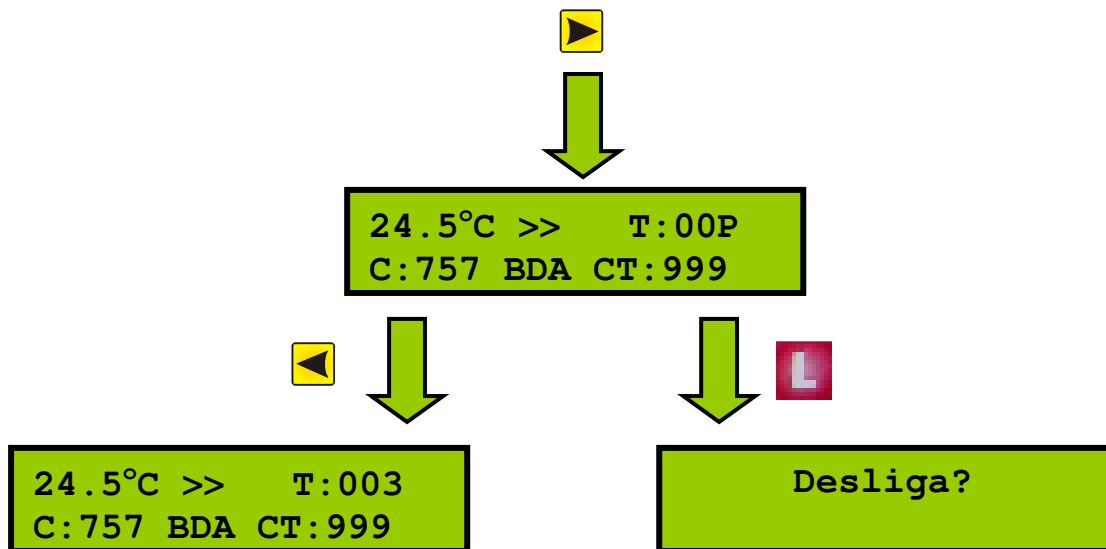 24.5°C >> T:00P
C:757 BDA CT:999
L
24.5°C >> T:003
C:757 BDA CT:999
Desliga?